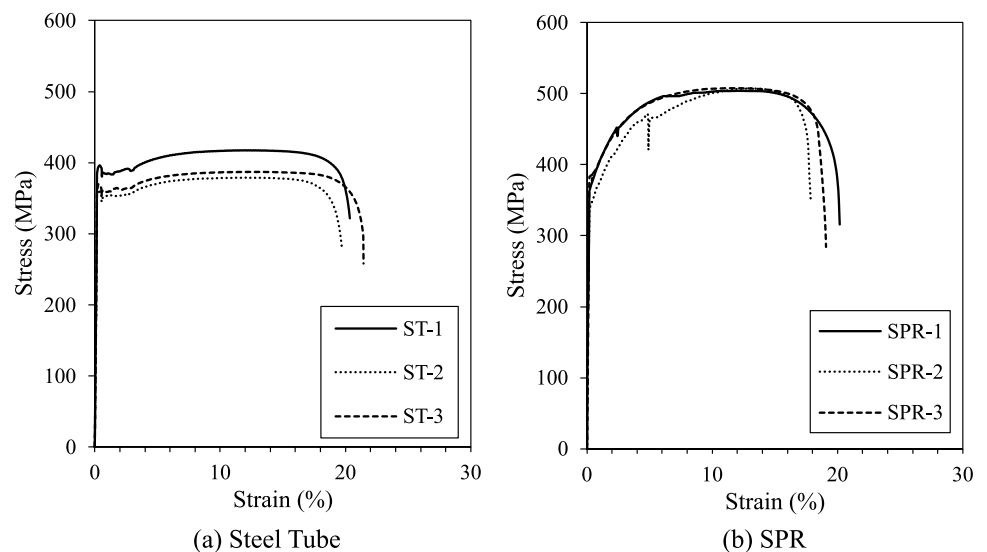 600
500
400
300
200
100
0
Stress (MPa)
ST-1
ST-2
ST-3
0 10 20 30
Strain (%)
(a) Steel Tube
600
500
400
300
200
100
0
Stress (MPa)
SPR-1
SPR-2
SPR-3
0 10 20 30
Strain (%)
(b) SPR